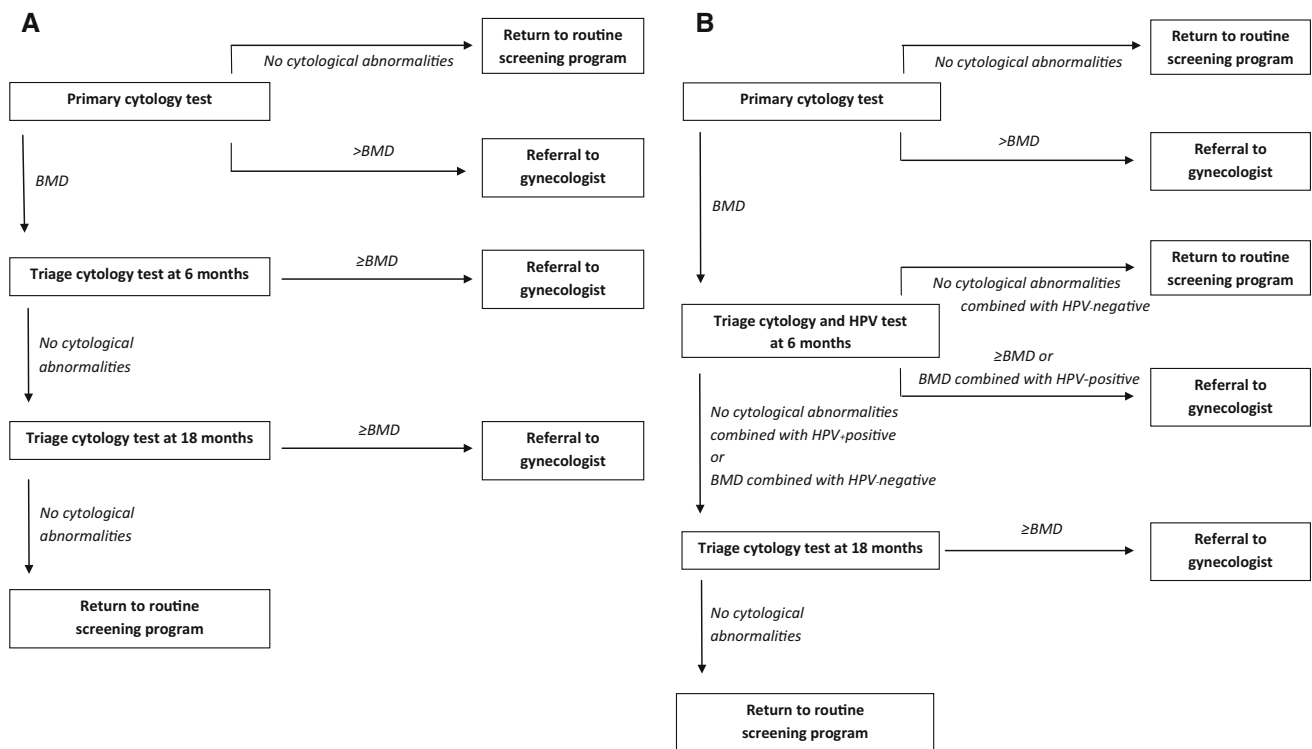 A
Return to routine
screening program
No cytological abnormalities
Primary cytology test
>BMD
Referral to
gynecologist
BMD
Triage cytology test at 6 months
≥BMD
Referral to
gynecologist
No cytological
abnormalities
Triage cytology test at 18 months
≥BMD
Referral to
gynecologist
No cytological
abnormalities
Return to routine
screening program
B
Return to routine
screening program
No cytological abnormalities
Primary cytology test
>BMD
Referral to
gynecologist
BMD
Return to routine
screening program
No cytological abnormalities
combined with HPV-negative
Triage cytology and HPV test
at 6 months
≥BMD or
BMD combined with HPV-positive
Referral to
gynecologist
No cytological abnormalities
combined with HPV+positive
or
BMD combined with HPV-negative
Triage cytology test at 18 months
≥BMD
Referral to
gynecologist
No cytological
abnormalities
Return to routine
screening program